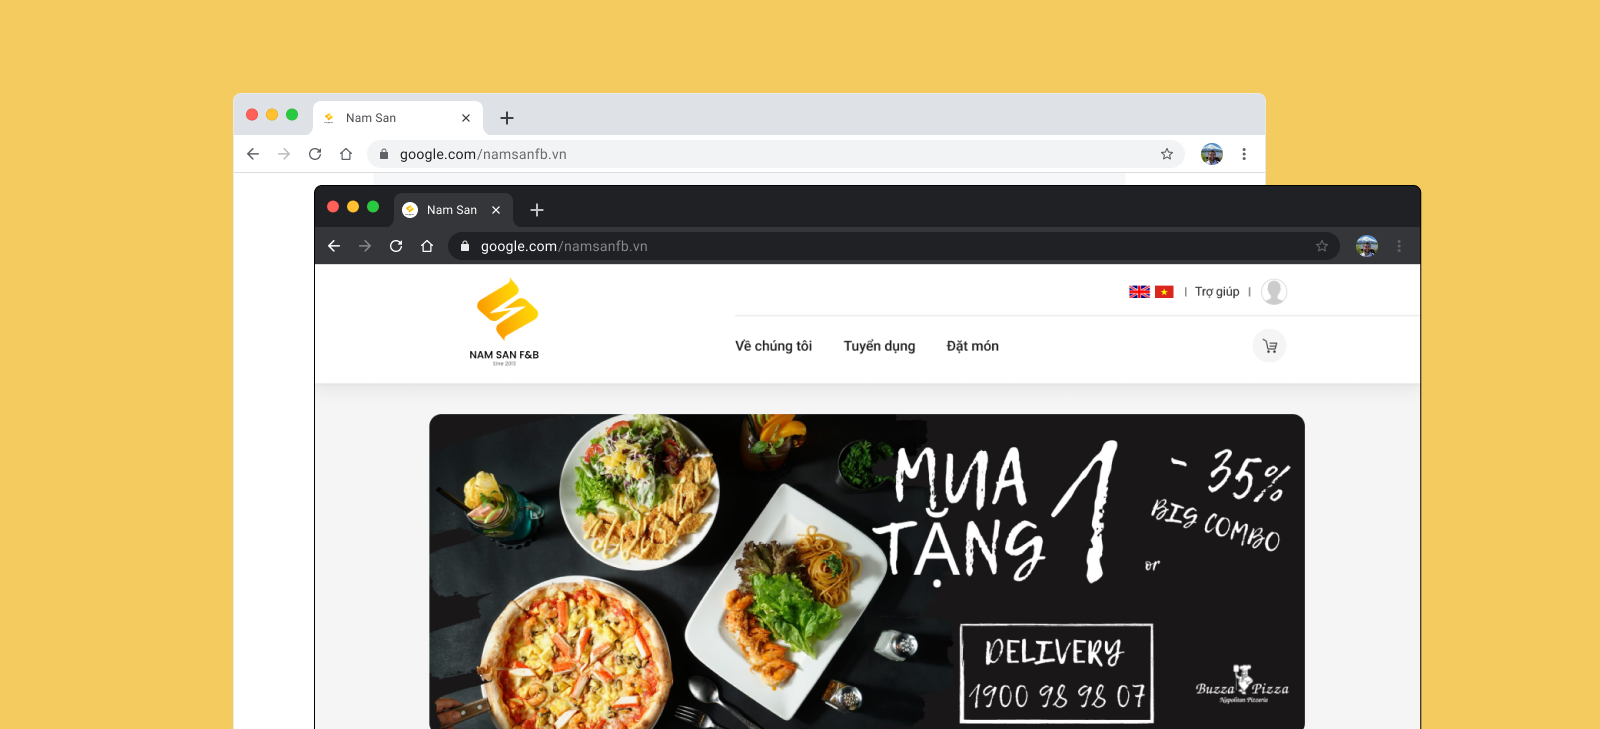 Nam San
google.com/namsanfb.vn
Nam San
google.com/namsanfb.vn
Trợ giúp
NAM SAN F&B
Since 2013
Về chúng tôi
Tuyển dụng
Đặt món
MUA
TẶNG
1
- 35%
BIG COMBO
or
DELIVERY
1900 98 98 07
Buzza Pizza
Napolitan Pizzeria